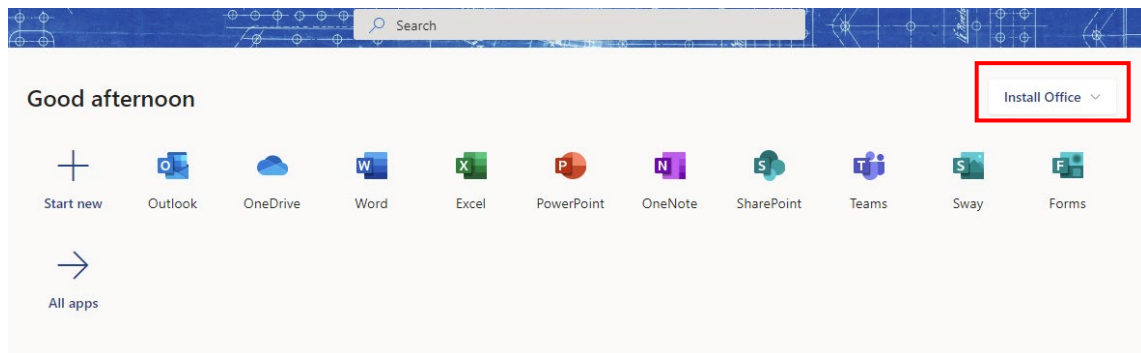 Search
Good afternoon
Install Office
Start new
Outlook
OneDrive
Word
Excel
PowerPoint
OneNote
SharePoint
Teams
Sway
Forms
All apps